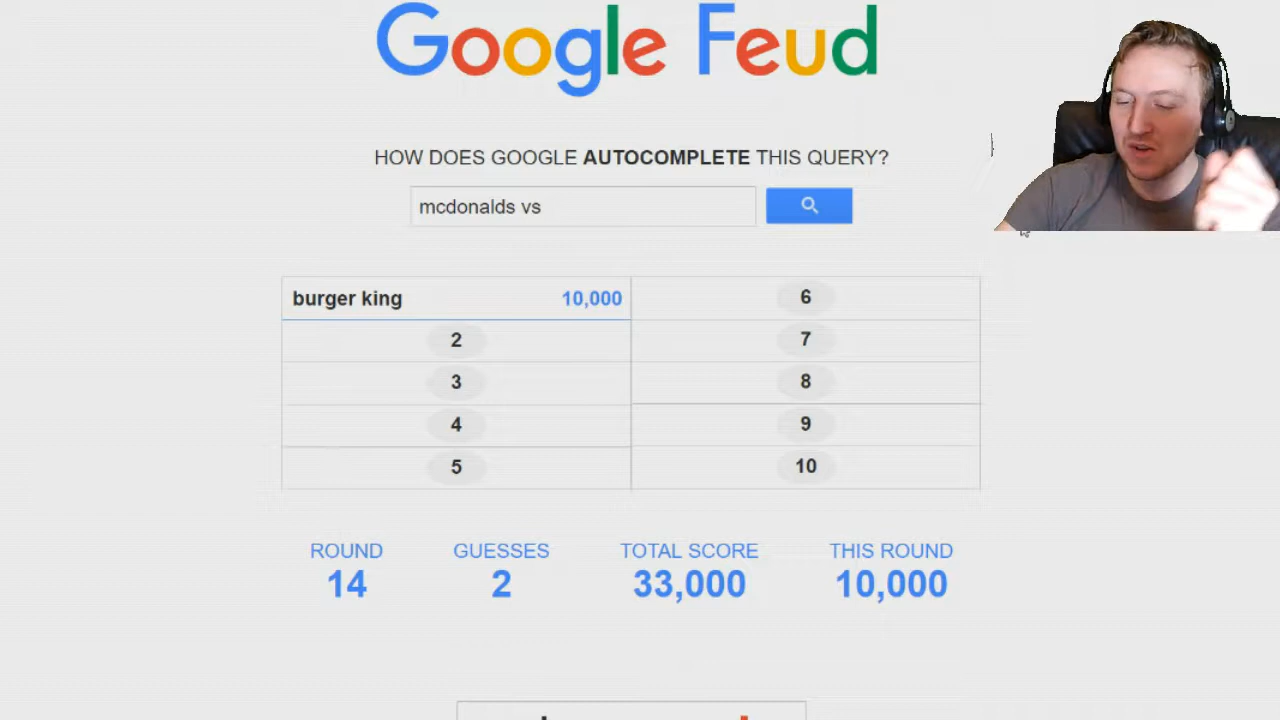 Google Feud
HOW DOES GOOGLE AUTOCOMPLETE THIS QUERY?
mcdonalds vs
burger king 10,000 6
2 7
3 8
4 9
5 10
ROUND GUESSES TOTAL SCORE THIS ROUND
14 2 33,000 10,000